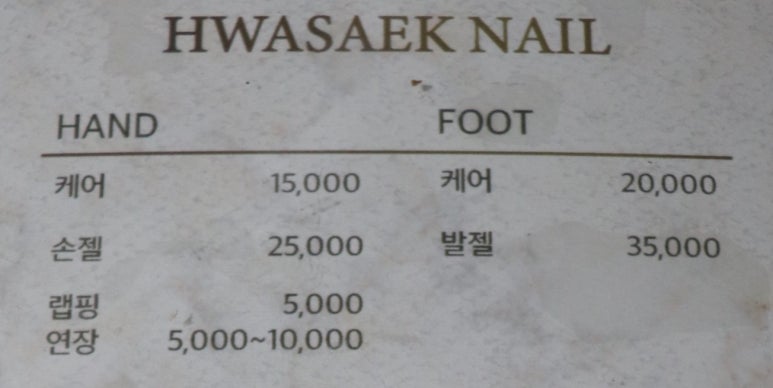 HWASAEK NAIL
HAND FOOT
케어 15,000 케어 20,000
손젤 25,000 발젤 35,000
랩핑 5,000
연장 5,000~10,000